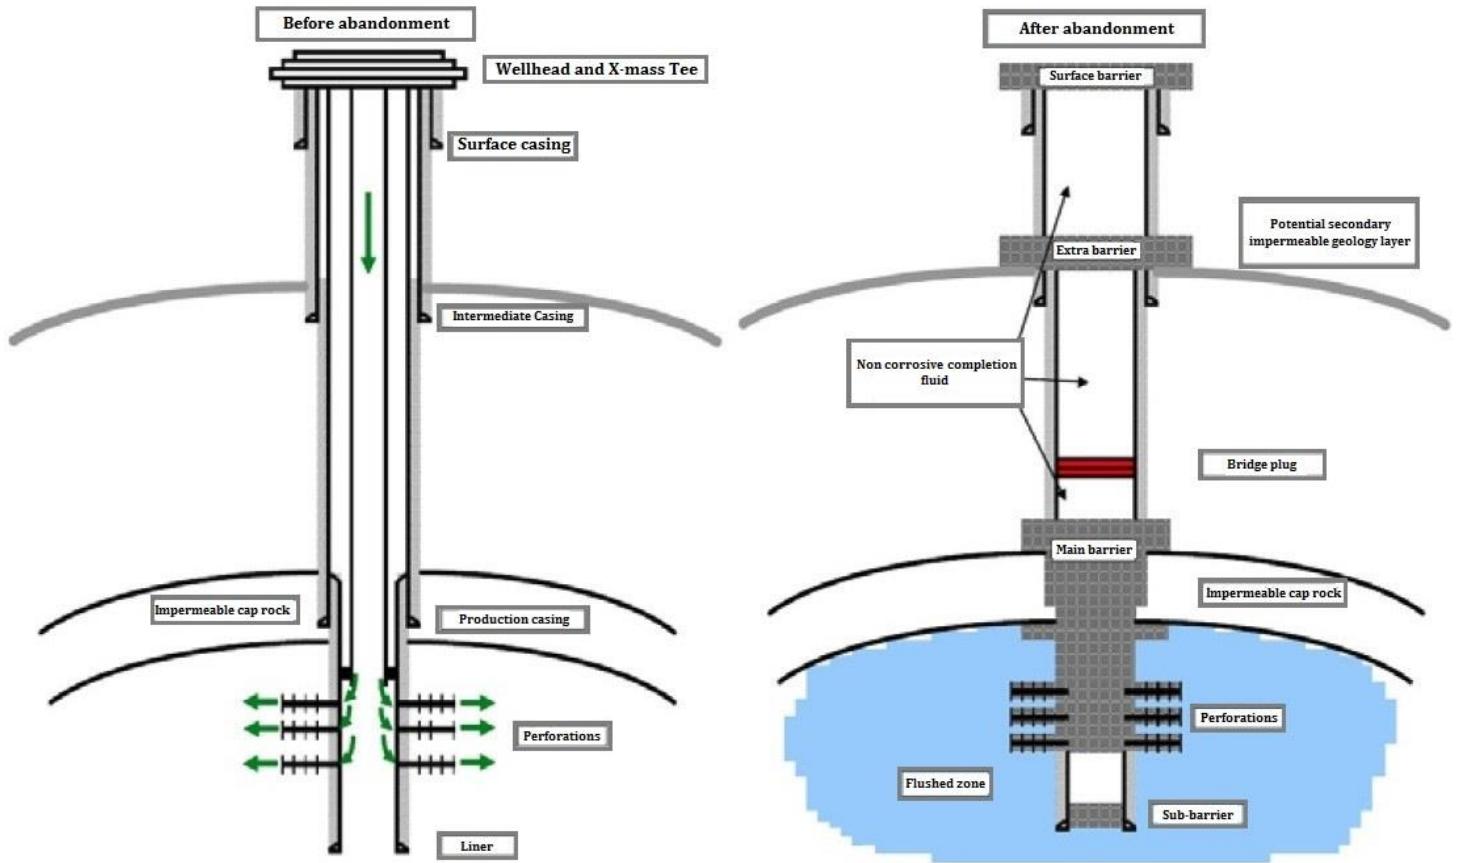 Before abandonment
Wellhead and X-mass Tee
Surface casing
Intermediate Casing
Impermeable cap rock
Production casing
Perforations
Liner
After abandonment
Surface barrier
Potential secondary
impermeable geology layer
Extra barrier
Non corrosive completion
fluid
Bridge plug
Main barrier
Impermeable cap rock
Perforations
Flushed zone
Sub-barrier